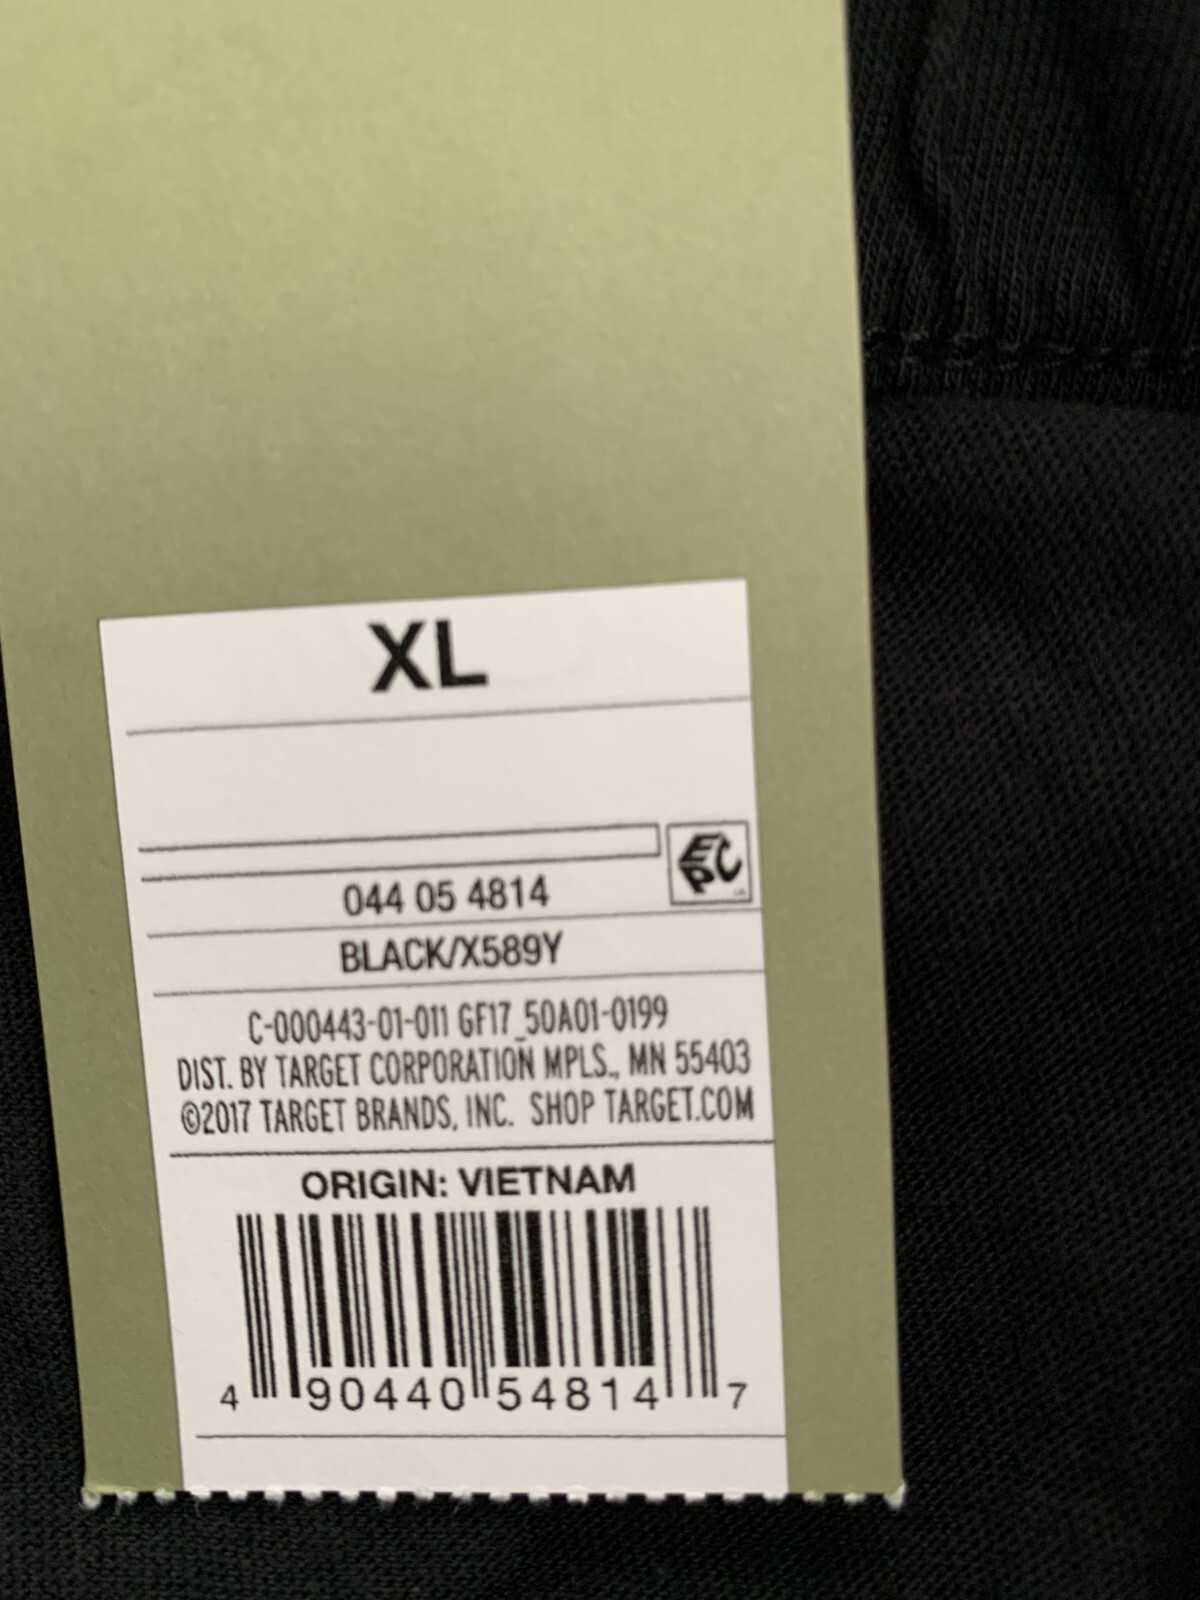 XL
EPC
044 05 4814
BLACK/X589Y
C-000443-01-011 GF17_50A01-0199
DIST. BY TARGET CORPORATION MPLS., MN 55403
©2017 TARGET BRANDS, INC. SHOP TARGET.COM
ORIGIN: VIETNAM
4 90440 54814 7